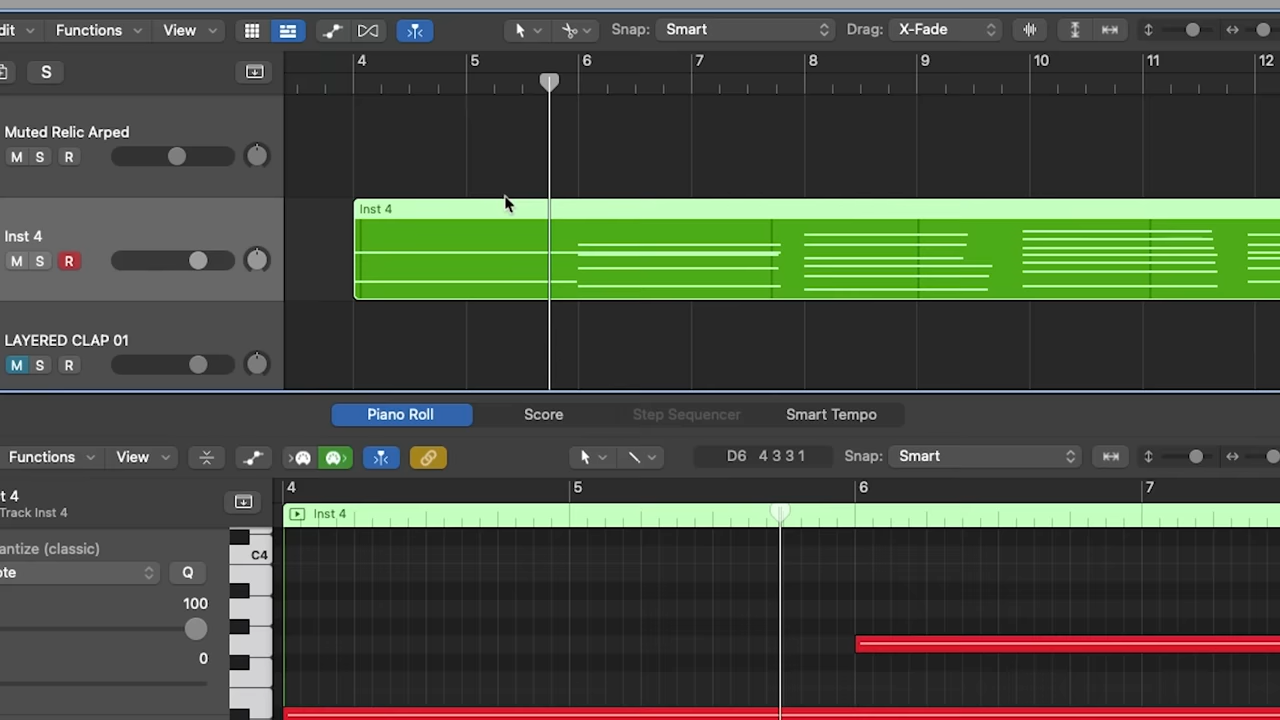 dit Functions View Snap: Smart Drag: X-Fade
4 5 6 7 8 9 10 11 12
S
Muted Relic Arped
M S R
Inst 4
Inst 4
M S R
LAYERED CLAP 01
M S R
Piano Roll Score Step Sequencer Smart Tempo
Functions View D6 4 3 3 1 Snap: Smart
4 5 6 7
t 4
Track Inst 4
Inst 4
antize (classic)
C4
ote Q
100
0